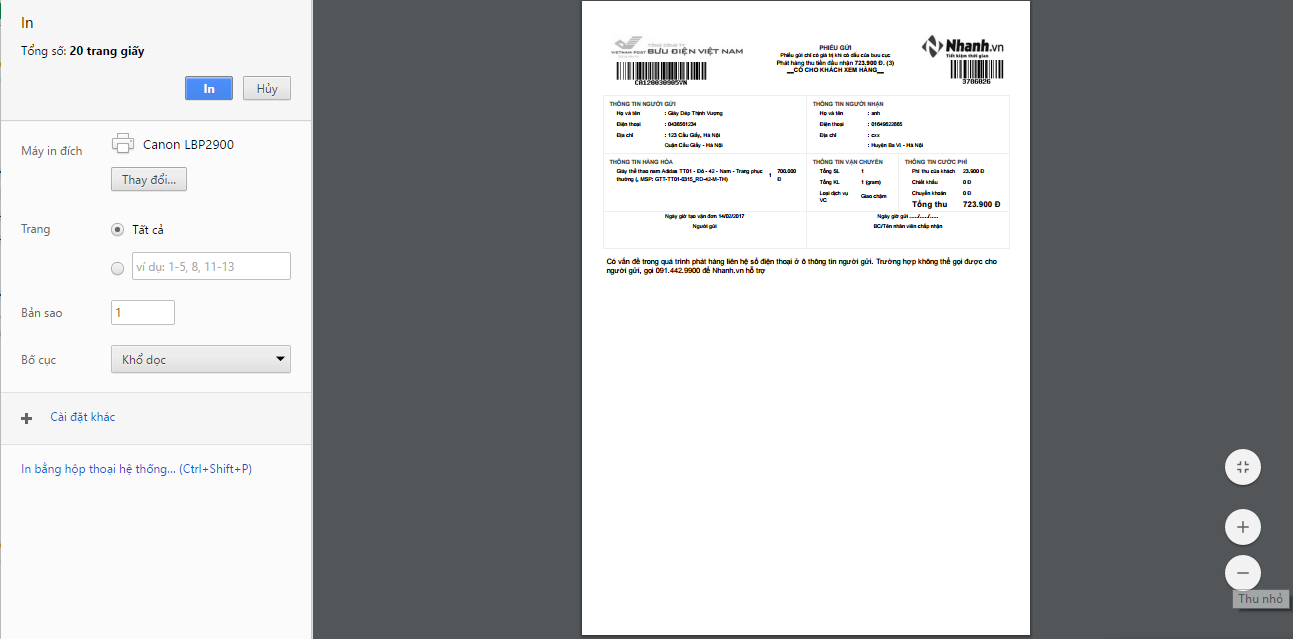 In
Tổng số: 20 trang giấy
In
Hủy
Máy in đích
Canon LBP2900
Thay đổi...
Trang
Tất cả
ví dụ: 1-5, 8, 11-13
Bản sao
1
Bố cục
Khổ dọc
Cài đặt khác
In bằng hộp thoại hệ thống... (Ctrl+Shift+P)
VIETNAM POST
TỔNG CÔNG TY
BƯU ĐIỆN VIỆT NAM
CA120030905VN
PHIẾU GỬI
Phiếu gửi chỉ có giá trị khi có dấu của bưu cục
Phát hàng thu tiền đầu nhận 723.900 Đ. (3)
__CÓ CHO KHÁCH XEM HÀNG__
Nhanh.vn
Tiết kiệm thời gian
3786826
THÔNG TIN NGƯỜI GỬI
Họ và tên : Giày Dép Thịnh Vượng
Điện thoại : 0436561234
Địa chỉ : 123 Cầu Giấy, Hà Nội
Quận Cầu Giấy - Hà Nội
THÔNG TIN NGƯỜI NHẬN
Họ và tên : anh
Điện thoại : 01649622665
Địa chỉ : cxx
: Huyện Ba Vì - Hà Nội
THÔNG TIN HÀNG HÓA
Giày thể thao nam Adidas TT01 - Đỏ - 42 - Nam - Trang phục
thường (, MSP: GTT-TT01-0315_RD-42-M-TH)
1
700.000
Đ
THÔNG TIN VẬN CHUYỂN
Tổng SL 1
Tổng KL 1 (gram)
Loại dịch vụ
VC
Giao chậm
THÔNG TIN CƯỚC PHÍ
Phí thu của khách 23.900 Đ
Chiết khấu 0 Đ
Chuyển khoản 0 Đ
Tổng thu 723.900 Đ
Ngày giờ tạo vận đơn 14/02/2017
Người gửi
Ngày giờ gửi ...../...../.....
BC/Tên nhân viên chấp nhận
Có vấn đề trong quá trình phát hàng liên hệ số điện thoại ở ô thông tin người gửi. Trường hợp không thể gọi được cho
người gửi, gọi 091.442.9900 để Nhanh.vn hỗ trợ
Thu nhỏ